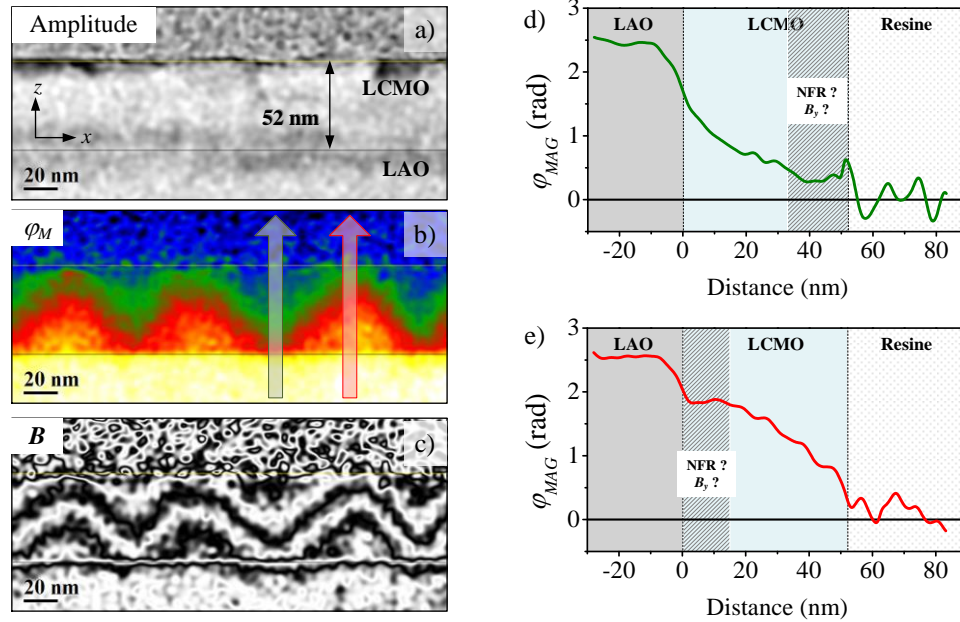 Amplitude
a)
LCMO
z
x
52 nm
LAO
20 nm
φM
b)
20 nm
B
c)
20 nm
d)
3
2
1
0
φMAG (rad)
LAO
LCMO
Resine
NFR ?
By ?
-20 0 20 40 60 80
Distance (nm)
e)
3
2
1
0
φMAG (rad)
LAO
LCMO
Resine
NFR ?
By ?
-20 0 20 40 60 80
Distance (nm)